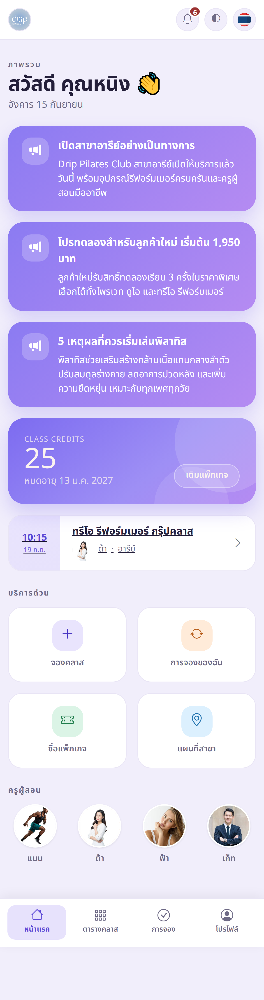 drip
6
ภาพรวม
สวัสดี คุณหนิง 👋
อังคาร 15 กันยายน
เปิดสาขาอารีย์อย่างเป็นทางการ
Drip Pilates Club สาขาอารีย์เปิดให้บริการแล้ว
วันนี้ พร้อมอุปกรณ์รีฟอร์มเมอร์ครบครันและครูผู้
สอนมืออาชีพ
โปรทดลองสำหรับลูกค้าใหม่ เริ่มต้น 1,950
บาท
ลูกค้าใหม่รับสิทธิ์ทดลองเรียน 3 ครั้งในราคาพิเศษ
เลือกได้ทั้งไพรเวท ดูโอ และทรีโอ รีฟอร์มเมอร์
5 เหตุผลที่ควรเริ่มเล่นพิลาทิส
พิลาทิสช่วยเสริมสร้างกล้ามเนื้อแกนกลางลำตัว
ปรับสมดุลร่างกาย ลดอาการปวดหลัง และเพิ่ม
ความยืดหยุ่น เหมาะกับทุกเพศทุกวัย
CLASS CREDITS
25
หมดอายุ 13 ม.ค. 2027
เติมแพ็กเกจ
10:15
19 ก.ย.
ทรีโอ รีฟอร์มเมอร์ กรุ๊ปคลาส
ต้า · อารีย์
บริการด่วน
จองคลาส
การจองของฉัน
ซื้อแพ็กเกจ
แผนที่สาขา
ครูผู้สอน
แนน
ต้า
ฟ้า
เก็ท
หน้าแรก
ตารางคลาส
การจอง
โปรไฟล์